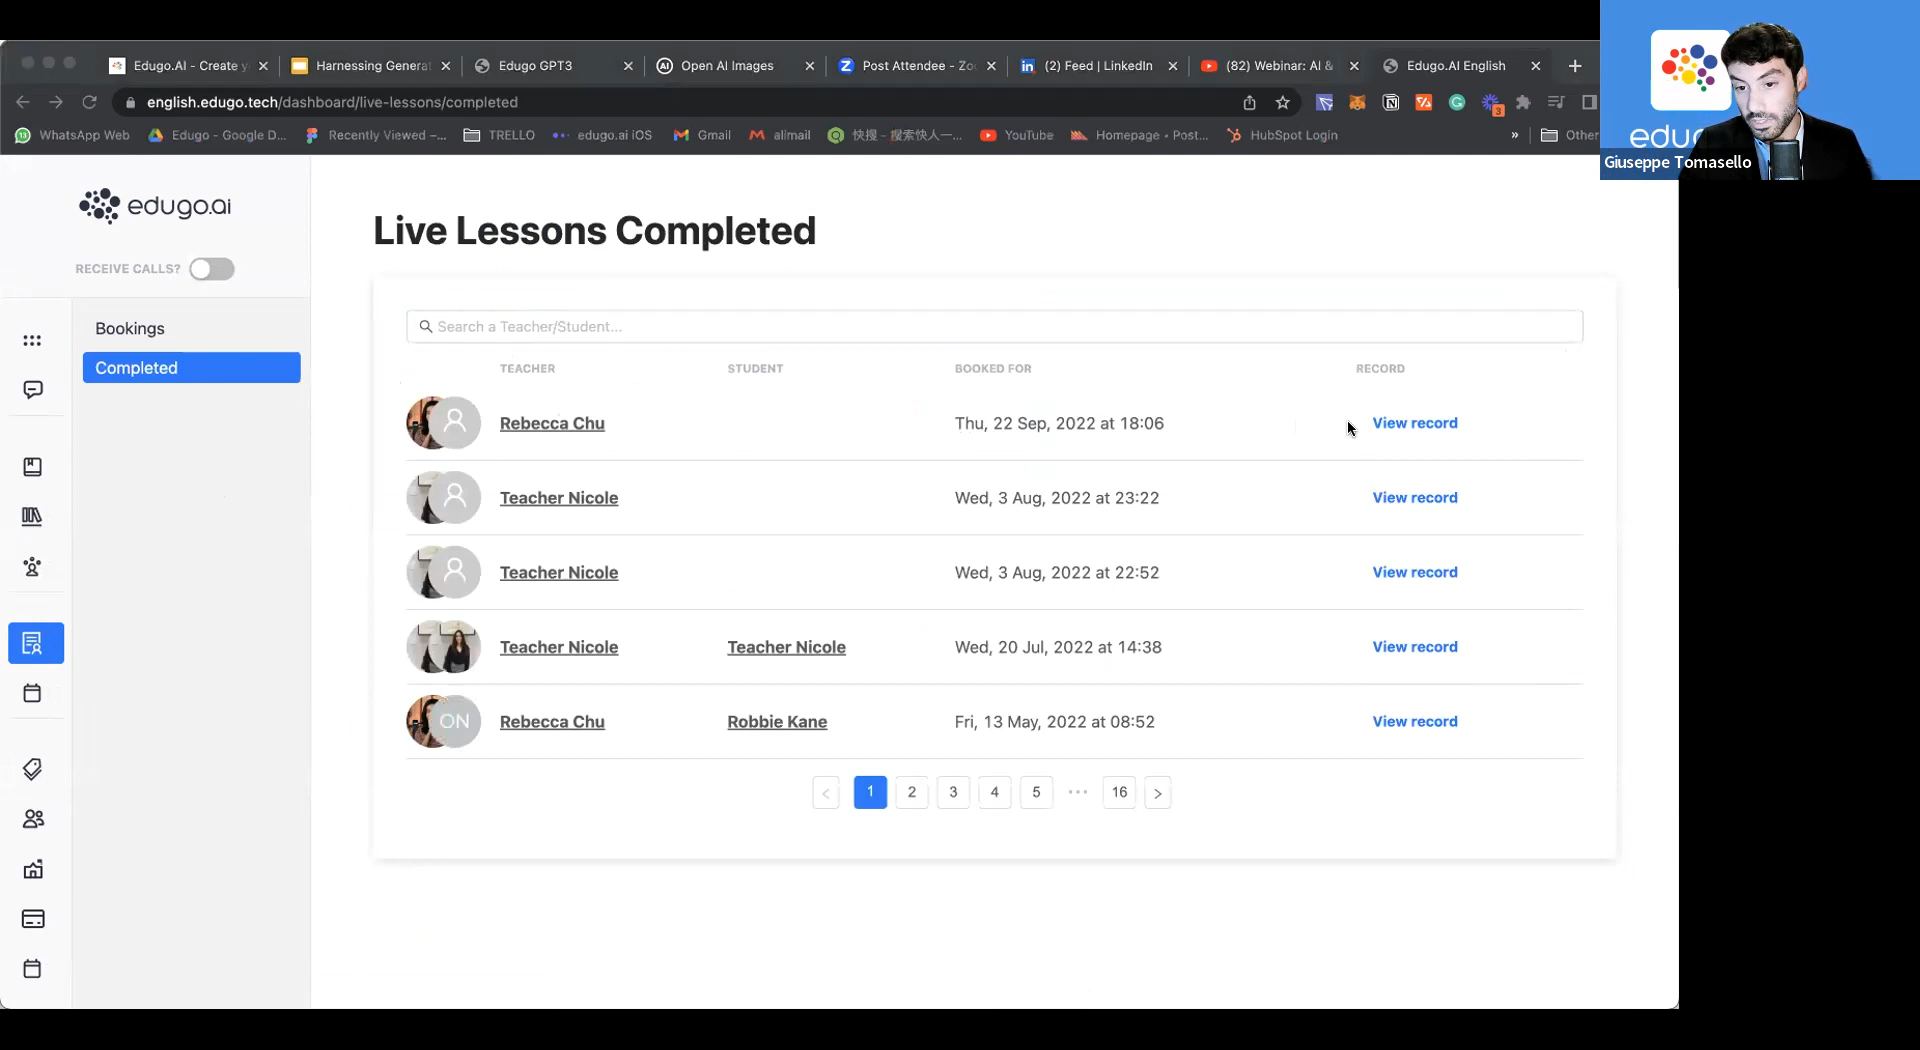 Edugo.AI - Create y
Harnessing Generat
Edugo GPT3
Open AI Images
Post Attendee - Zo
(2) Feed | LinkedIn
(82) Webinar: AI &
Edugo.AI English
english.edugo.tech/dashboard/live-lessons/completed
3
13
WhatsApp Web
Edugo - Google D...
Recently Viewed –...
TRELLO
edugo.ai iOS
Gmail
alimail
快搜 - 搜索快人一...
YouTube
Homepage • Post...
HubSpot Login
»
Other
edu
Giuseppe Tomasello
edugo.ai
RECEIVE CALLS?
Bookings
Completed
Live Lessons Completed
Search a Teacher/Student...
TEACHER STUDENT BOOKED FOR RECORD
Rebecca Chu Thu, 22 Sep, 2022 at 18:06 View record
Teacher Nicole Wed, 3 Aug, 2022 at 23:22 View record
Teacher Nicole Wed, 3 Aug, 2022 at 22:52 View record
Teacher Nicole Teacher Nicole Wed, 20 Jul, 2022 at 14:38 View record
ON Rebecca Chu Robbie Kane Fri, 13 May, 2022 at 08:52 View record
< 1 2 3 4 5 ••• 16 >